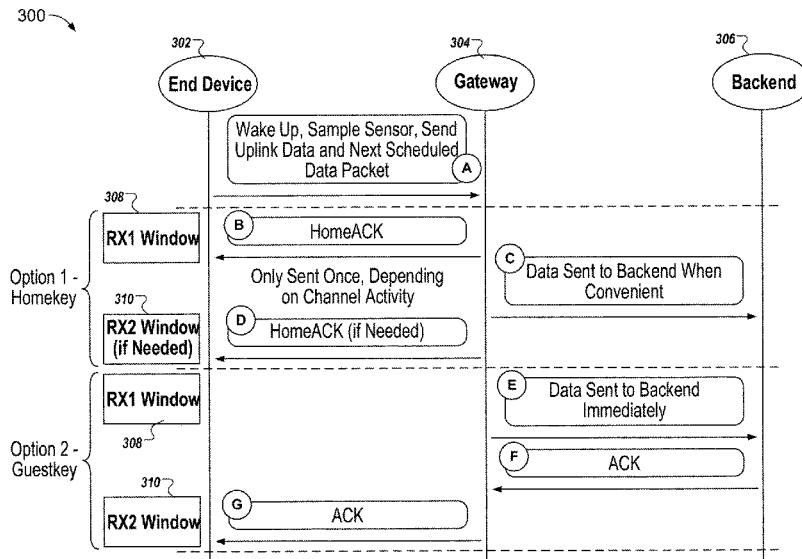 300
302
304
306
End Device
Gateway
Backend
Wake Up, Sample Sensor, Send
Uplink Data and Next Scheduled
Data Packet
A
308
RX1 Window
B
HomeACK
Option 1 -
Homekey
Only Sent Once, Depending
on Channel Activity
C
Data Sent to Backend When
Convenient
310
RX2 Window
(if Needed)
D
HomeACK (if Needed)
RX1 Window
308
E
Data Sent to Backend
Immediately
Option 2 -
Guestkey
F
ACK
310
RX2 Window
G
ACK